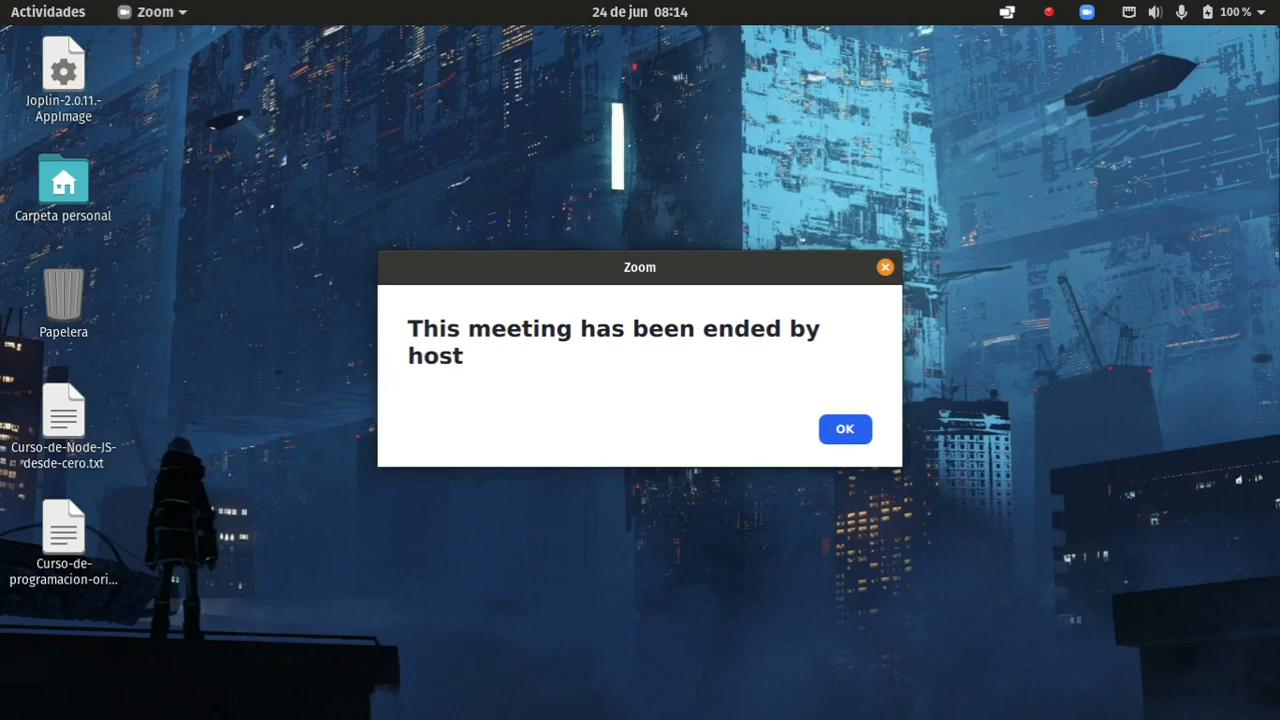 Actividades Zoom 24 de jun 08:14 100 %
Joplin-2.0.11.-
AppImage
Carpeta personal
Papelera
Curso-de-Node-JS-
desde-cero.txt
Curso-de-
programacion-ori...
Zoom
This meeting has been ended by
host
OK